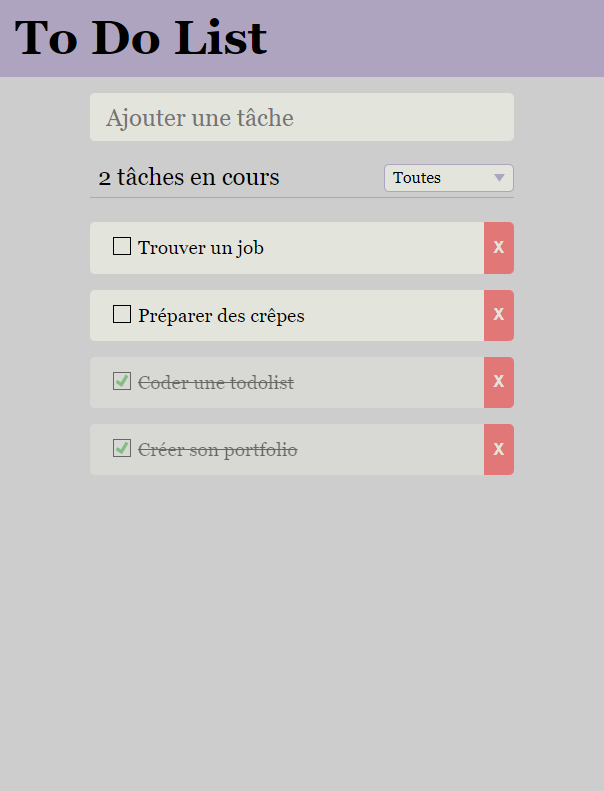 To Do List
Ajouter une tâche
2 tâches en cours
Toutes
Trouver un job
X
Préparer des crêpes
X
Coder une todolist
X
Créer son portfolio
X